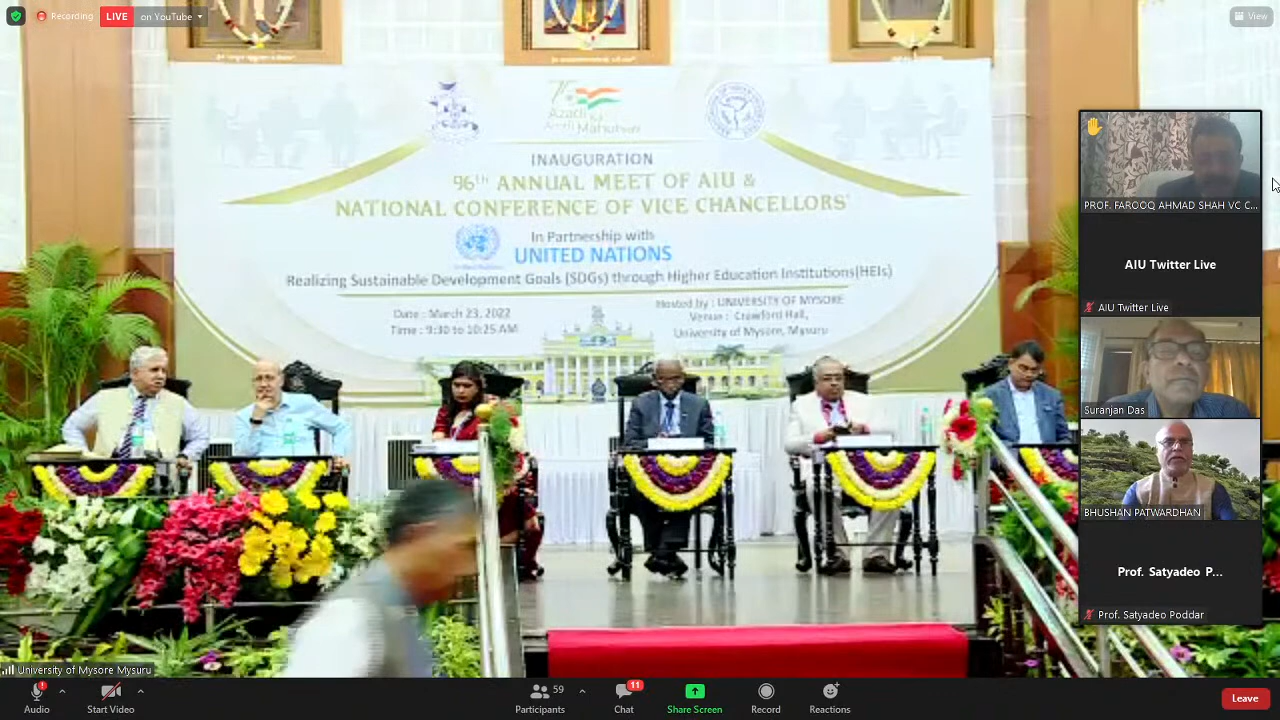 Recording
LIVE
on YouTube
View
Azadi Ka
Amrit Mahotsav
INAUGURATION
96th ANNUAL MEET OF AIU &
NATIONAL CONFERENCE OF VICE CHANCELLORS'
In Partnership with
UNITED NATIONS
Realizing Sustainable Development Goals (SDGs) through Higher Education Institutions(HEIs)
Date : March 23, 2022
Time : 9:30 to 10:25 AM
Hosted by : UNIVERSITY OF MYSORE
Venue : Crawford Hall,
University of Mysore, Mysuru
PROF. FAROOQ AHMAD SHAH VC C...
AIU Twitter Live
AIU Twitter Live
Suranjan Das
BHUSHAN PATWARDHAN
Prof. Satyadeo P...
Prof. Satyadeo Poddar
University of Mysore Mysuru
Audio
Start Video
59
Participants
11
Chat
Share Screen
Record
Reactions
Leave